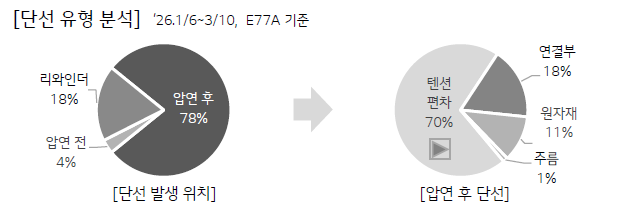 [단선 유형 분석] '26.1/6~3/10, E77A 기준
리와인더
18%
압연 후
78%
압연 전
4%
[단선 발생 위치]
연결부
18%
텐션
편차
70%
원자재
11%
주름
1%
[압연 후 단선]